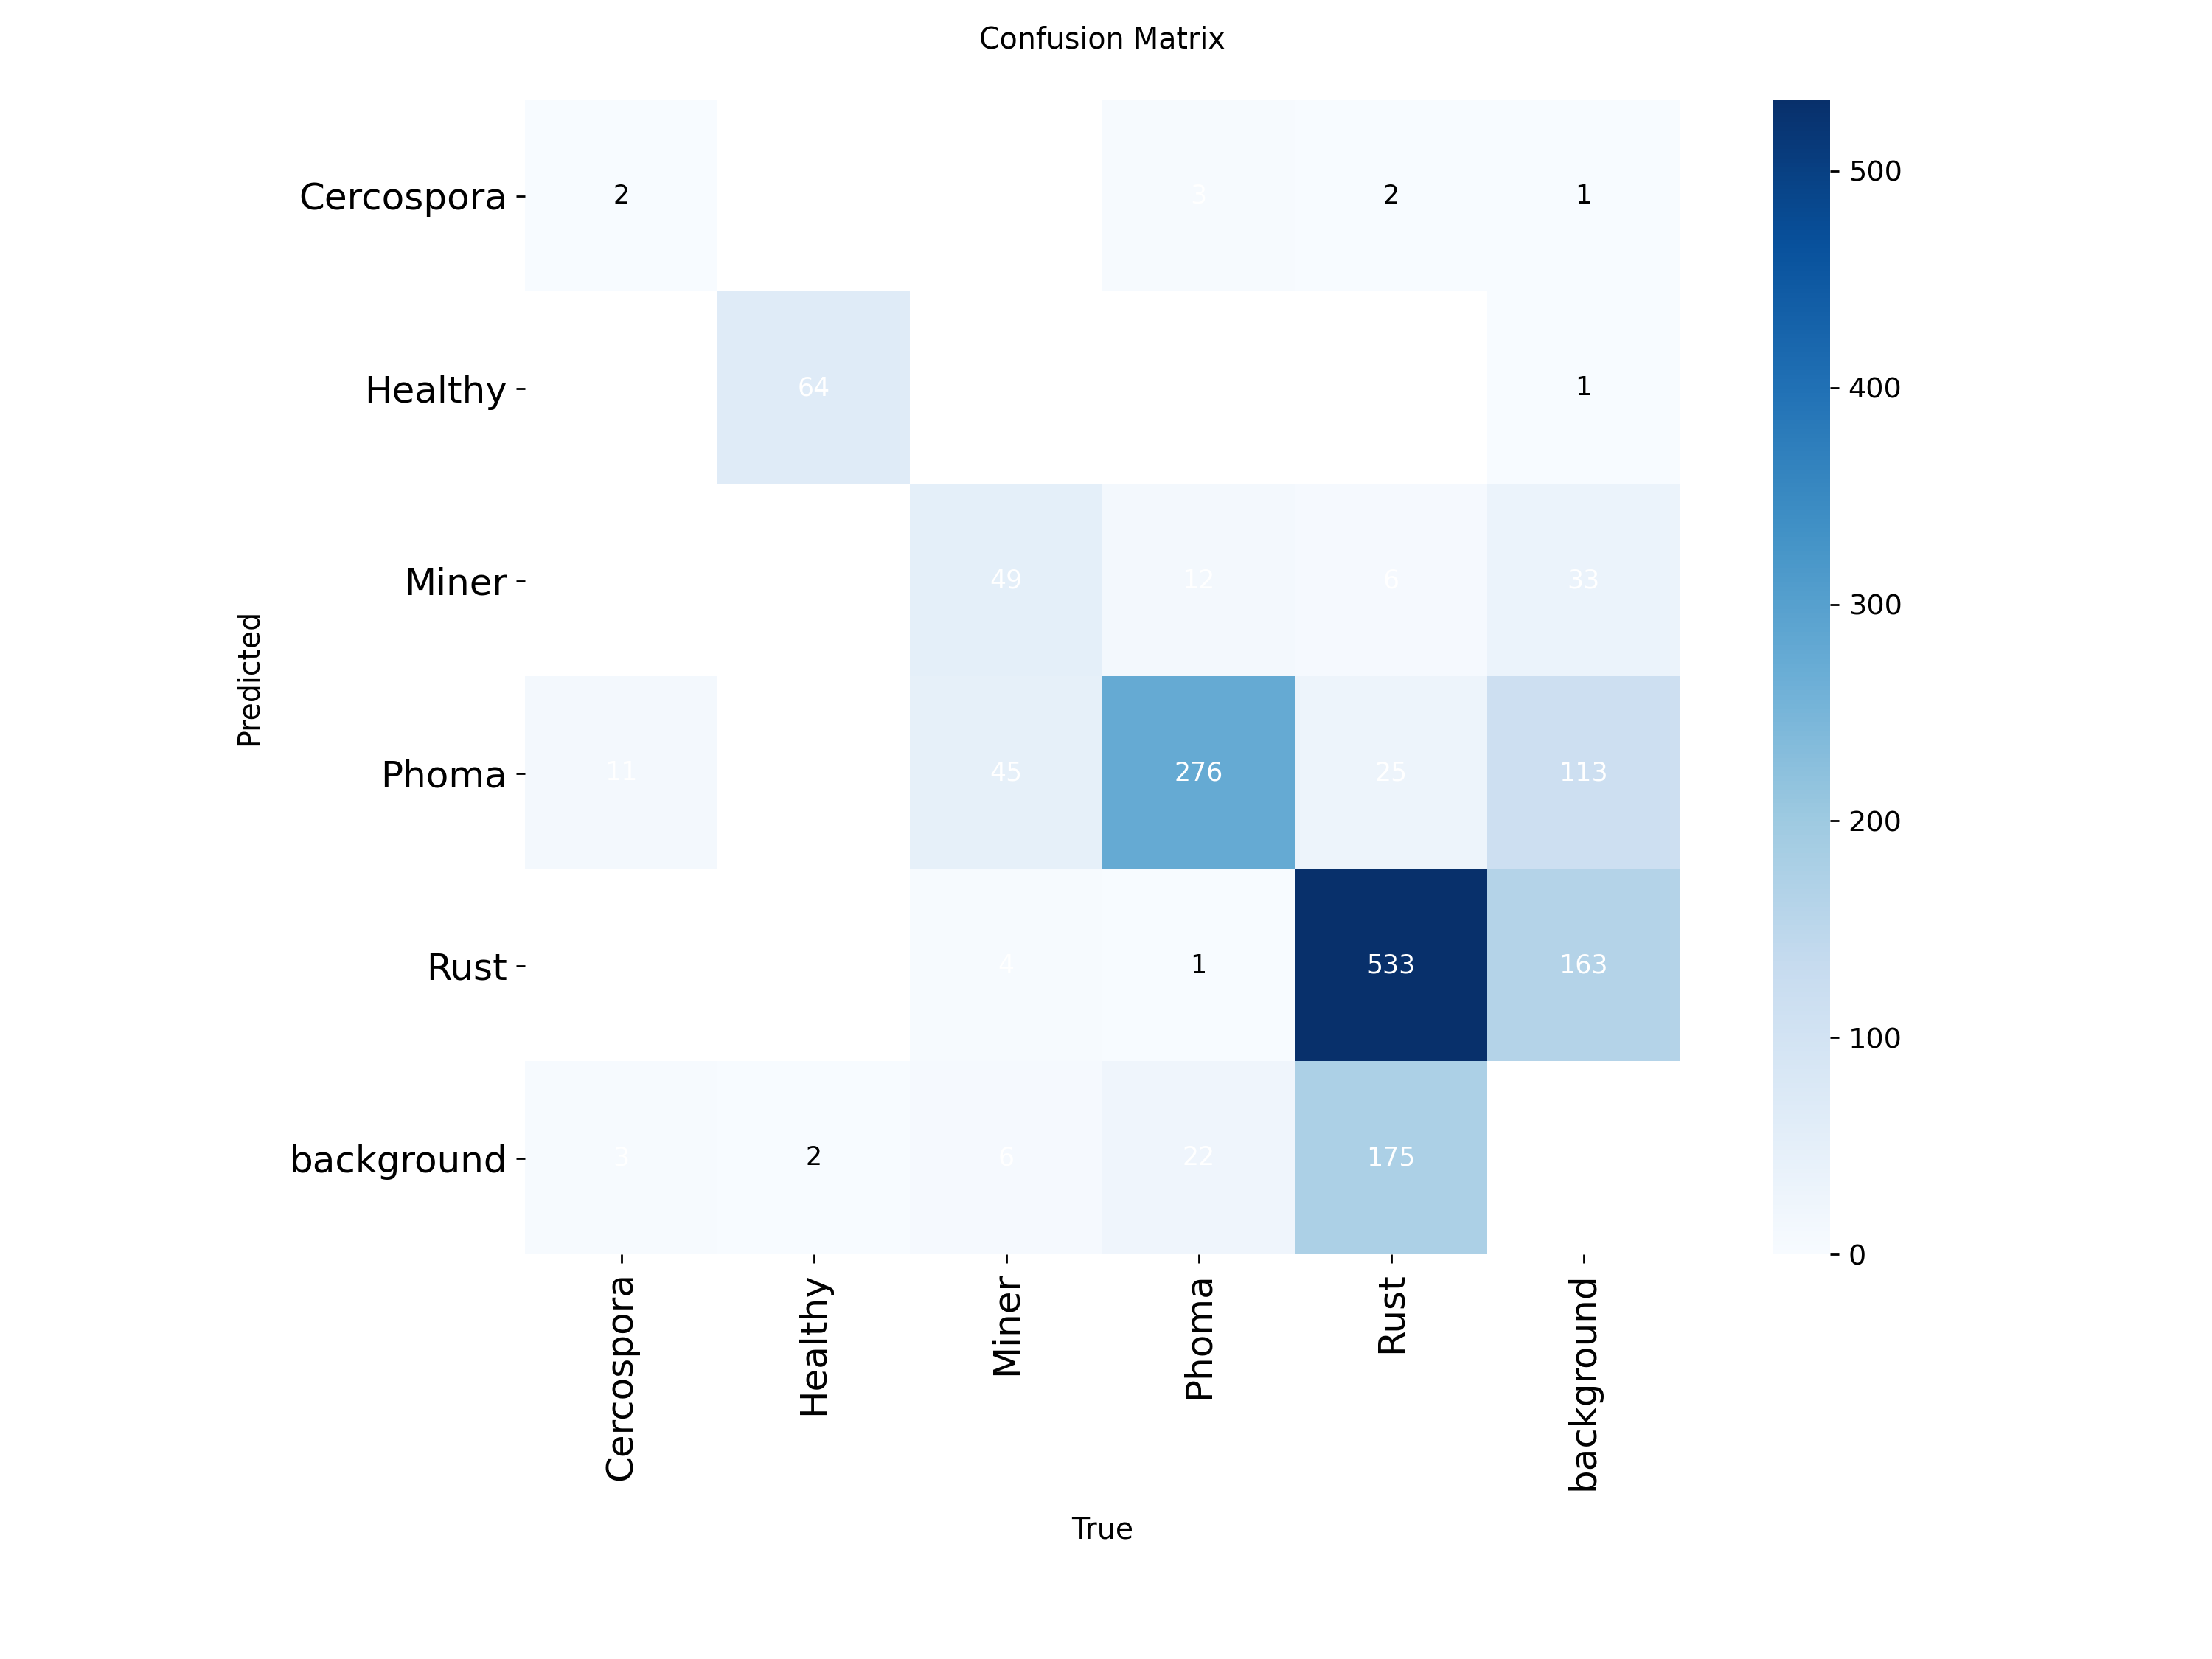 Confusion Matrix
Cercospora 2 3 2 1
Healthy 64 1
Miner 49 12 6 33
Phoma 11 45 276 25 113
Rust 4 1 533 163
background 3 2 6 22 175
Predicted
Cercospora Healthy Miner Phoma Rust background
True
500
400
300
200
100
0